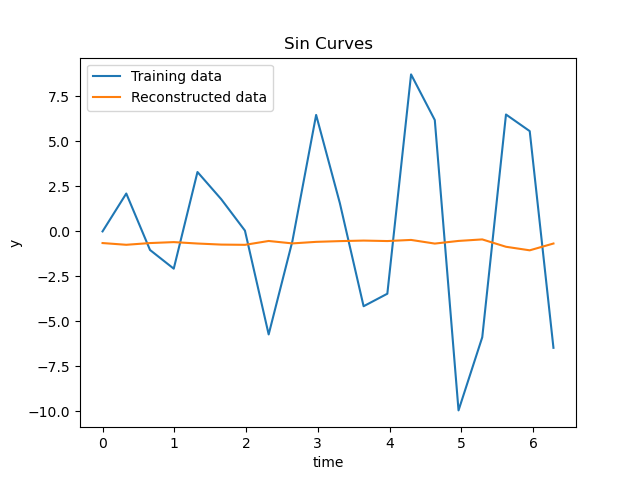 Sin Curves
Training data
Reconstructed data
7.5
5.0
2.5
0.0
−2.5
−5.0
−7.5
−10.0
y
0 1 2 3 4 5 6
time